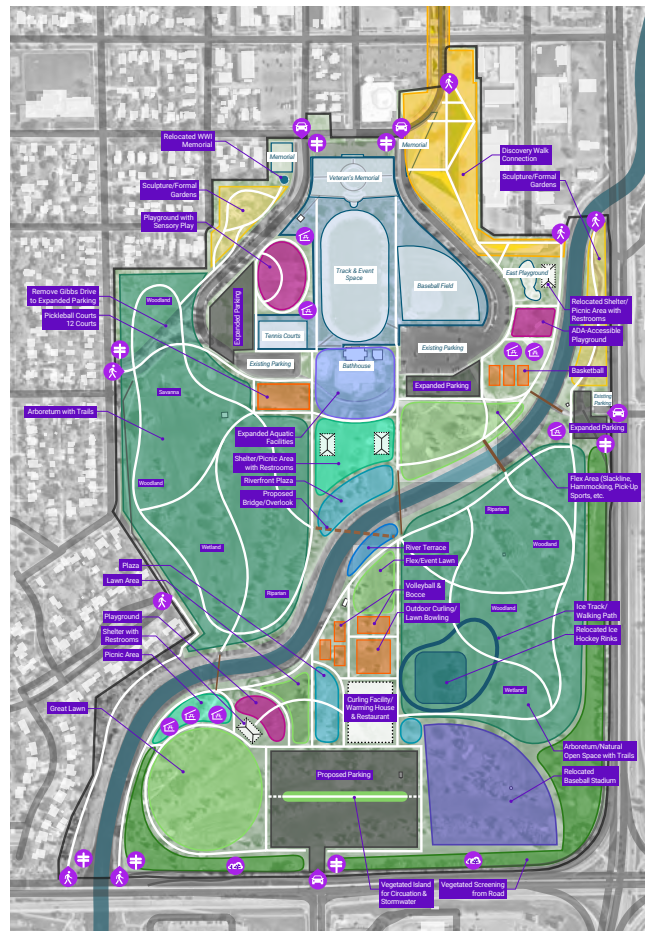 Relocated WWI
Memorial
Memorial
Memorial
Discovery Walk
Connection
Sculpture/Formal
Gardens
Veteran's Memorial
Sculpture/Formal
Gardens
Playground with
Sensory Play
Track & Event
Space
Baseball Field
East Playground
Remove Gibbs Drive
to Expanded Parking
Woodland
Expanded Parking
Relocated Shelter/
Picnic Area with
Restrooms
Pickleball Courts
12 Courts
Tennis Courts
ADA-Accessible
Playground
Existing Parking
Existing Parking
Bathhouse
Basketball
Savanna
Expanded Parking
Existing
Parking
Arboretum with Trails
Expanded Parking
Expanded Aquatic
Facilities
Shelter/Picnic Area
with Restrooms
Woodland
Riverfront Plaza
Flex Area (Slackline,
Hammocking, Pick-Up
Sports, etc.
Proposed
Bridge/Overlook
Riparian
Wetland
River Terrace
Woodland
Plaza
Flex/Event Lawn
Lawn Area
Riparian
Volleyball &
Bocce
Playground
Outdoor Curling/
Lawn Bowling
Woodland
Ice Track/
Walking Path
Shelter with
Restrooms
Relocated Ice
Hockey Rinks
Picnic Area
Wetland
Great Lawn
Curling Facility/
Warming House
& Restaurant
Arboretum/Natural
Open Space with Trails
Proposed Parking
Relocated
Baseball Stadium
Vegetated Island
for Circuation &
Stormwater
Vegetated Screening
from Road